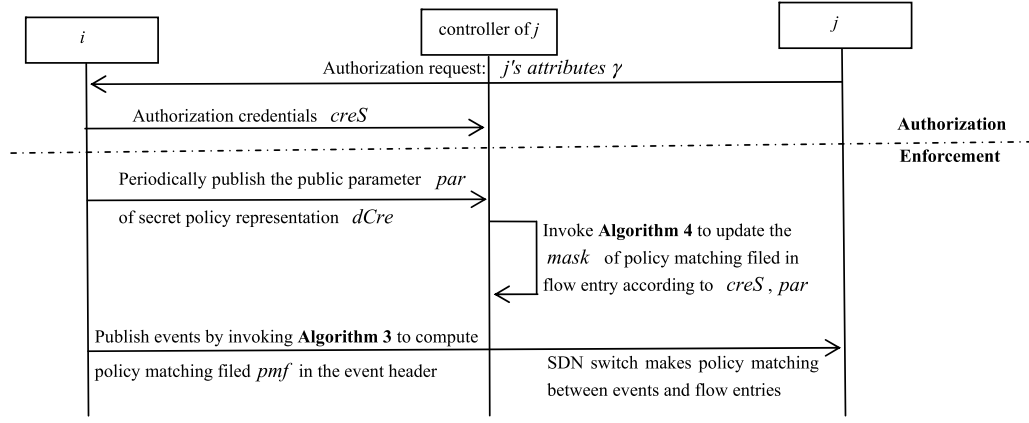 i
controller of j
j
Authorization request: j's attributes γ
Authorization credentials creS
Authorization
Enforcement
Periodically publish the public parameter par
of secret policy representation dCre
Invoke Algorithm 4 to update the
mask of policy matching filed in
flow entry according to creS , par
Publish events by invoking Algorithm 3 to compute
policy matching filed pmf in the event header
SDN switch makes policy matching
between events and flow entries